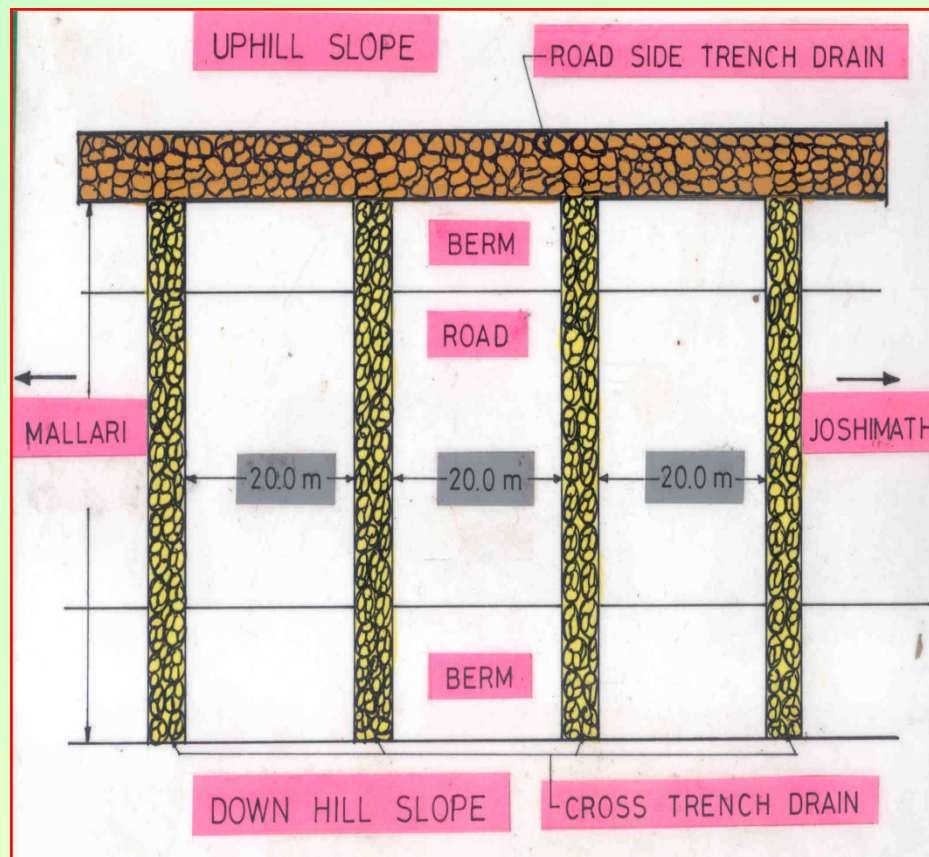 UPHILL SLOPE
ROAD SIDE TRENCH DRAIN
BERM
ROAD
MALLARI
JOSHIMATH
20.0 m
20.0 m
20.0 m
BERM
DOWN HILL SLOPE
CROSS TRENCH DRAIN